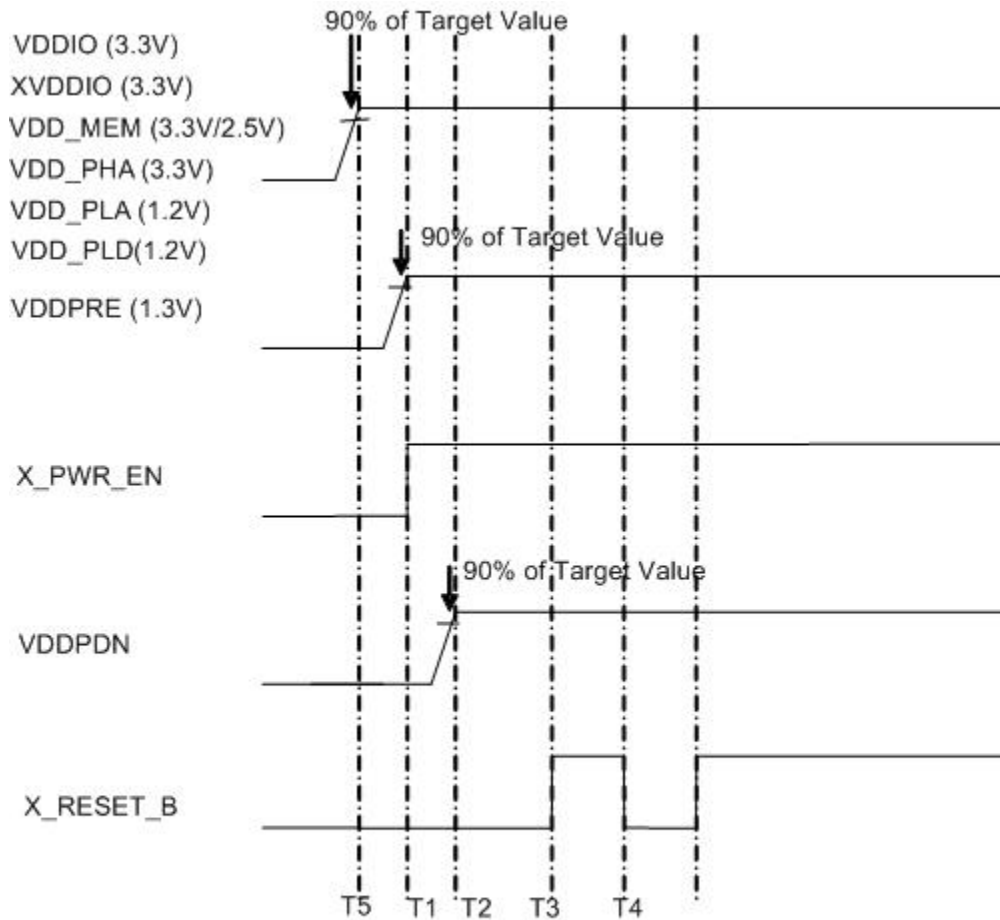 90% of Target Value
VDDIO (3.3V)
XVDDIO (3.3V)
VDD_MEM (3.3V/2.5V)
VDD_PHA (3.3V)
VDD_PLA (1.2V)
90% of Target Value
VDD_PLD(1.2V)
VDDPRE (1.3V)
X_PWR_EN
90% of Target Value
VDDPDN
X_RESET_B
T5 T1 T2 T3 T4